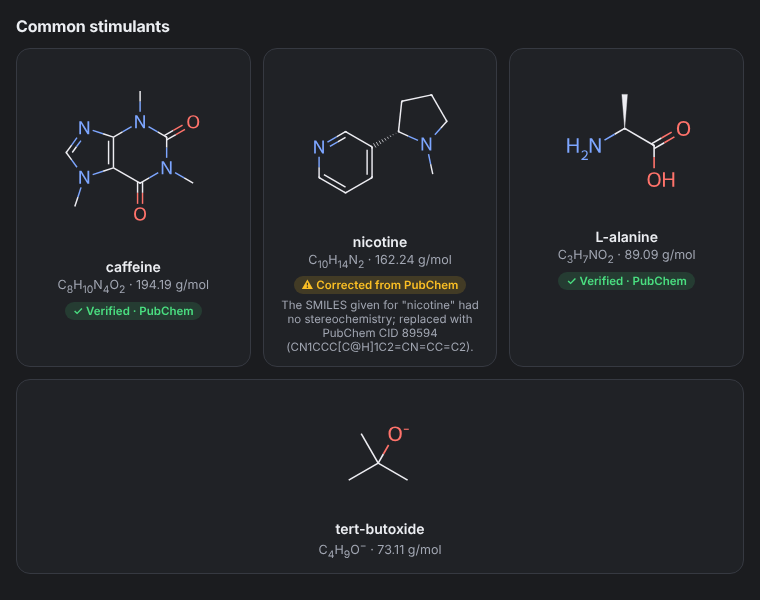 Common stimulants
N
N
O
N
N
O
caffeine
C₈H₁₀N₄O₂ · 194.19 g/mol
✓ Verified · PubChem
N
N
nicotine
C₁₀H₁₄N₂ · 162.24 g/mol
⚠ Corrected from PubChem
The SMILES given for "nicotine" had
no stereochemistry; replaced with
PubChem CID 89594
(CN1CCC[C@H]1C2=CN=CC=C2).
H₂N
O
OH
L-alanine
C₃H₇NO₂ · 89.09 g/mol
✓ Verified · PubChem
O⁻
tert-butoxide
C₄H₉O⁻ · 73.11 g/mol